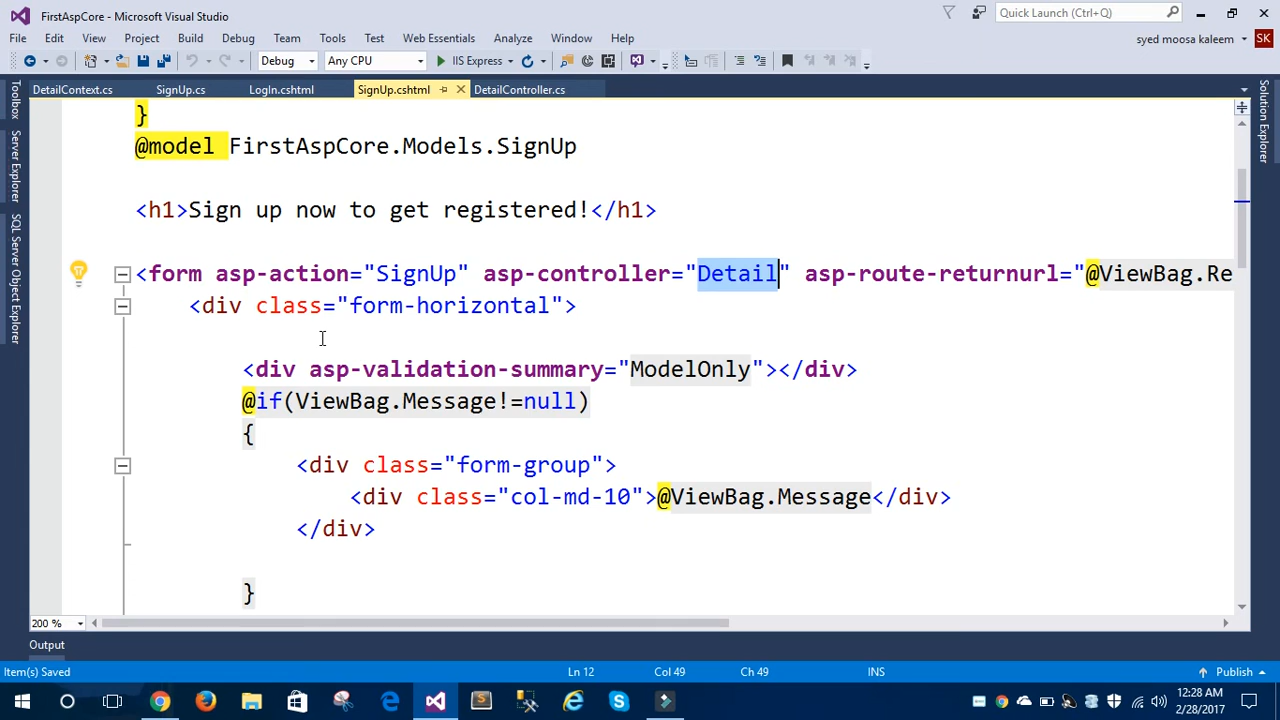 FirstAspCore - Microsoft Visual Studio
Quick Launch (Ctrl+Q)
File Edit View Project Build Debug Team Tools Test Web Essentials Analyze Window Help
syed moosa kaleem
SK
Debug Any CPU IIS Express
DetailContext.cs SignUp.cs LogIn.cshtml SignUp.cshtml DetailController.cs
Toolbox
Server Explorer
SQL Server Object Explorer
Solution Explorer
}
@model FirstAspCore.Models.SignUp
<h1>Sign up now to get registered!</h1>
<form asp-action="SignUp" asp-controller="Detail" asp-route-returnurl="@ViewBag.Re
<div class="form-horizontal">
<div asp-validation-summary="ModelOnly"></div>
@if(ViewBag.Message!=null)
{
<div class="form-group">
<div class="col-md-10">@ViewBag.Message</div>
</div>
}
200 %
Output
Item(s) Saved Ln 12 Col 49 Ch 49 INS Publish
12:28 AM
2/28/2017